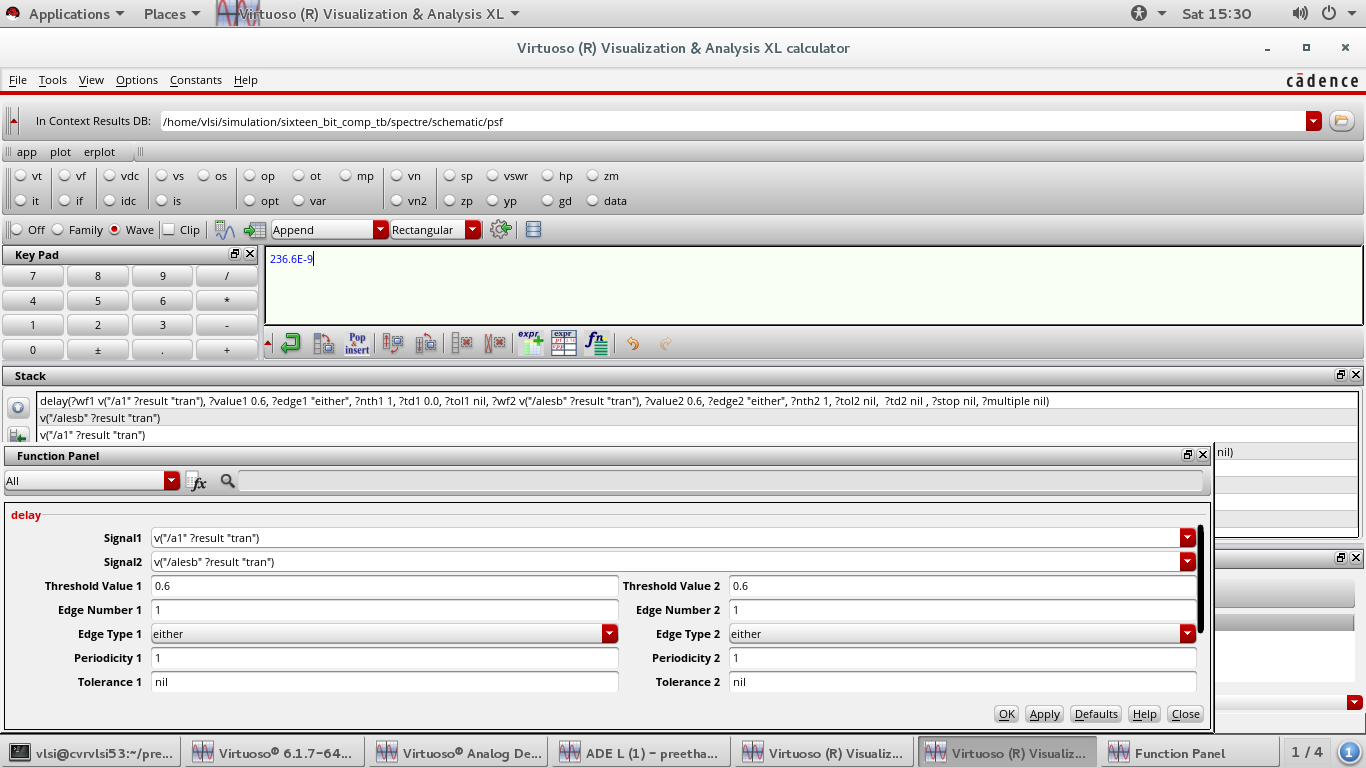 Applications Places Virtuoso (R) Visualization & Analysis XL Sat 15:30
Virtuoso (R) Visualization & Analysis XL calculator
File Tools View Options Constants Help cādence
In Context Results DB: /home/vlsi/simulation/sixteen_bit_comp_tb/spectre/schematic/psf
app plot erplot
vt vf vdc vs os op ot mp vn sp vswr hp zm
it if idc is opt var vn2 zp yp gd data
Off Family Wave Clip Append Rectangular
Key Pad
236.6E-9
7 8 9 /
4 5 6 *
1 2 3 -
0 ± . +
Pop & insert expr expr fn
Stack
delay(?wf1 v("/a1" ?result "tran"), ?value1 0.6, ?edge1 "either", ?nth1 1, ?td1 0.0, ?tol1 nil, ?wf2 v("/alesb" ?result "tran"), ?value2 0.6, ?edge2 "either", ?nth2 1, ?tol2 nil,  ?td2 nil , ?stop nil, ?multiple nil)
v("/alesb" ?result "tran")
v("/a1" ?result "tran")
nil)
Function Panel
All fx
delay
Signal1 v("/a1" ?result "tran")
Signal2 v("/alesb" ?result "tran")
Threshold Value 1 0.6 Threshold Value 2 0.6
Edge Number 1 1 Edge Number 2 1
Edge Type 1 either Edge Type 2 either
Periodicity 1 1 Periodicity 2 1
Tolerance 1 nil Tolerance 2 nil
OK Apply Defaults Help Close
vlsi@cvrvlsi53:~/pre... Virtuoso® 6.1.7-64... Virtuoso® Analog De... ADE L (1) - preetha... Virtuoso (R) Visualiz... Virtuoso (R) Visualiz... Function Panel 1 / 4 1